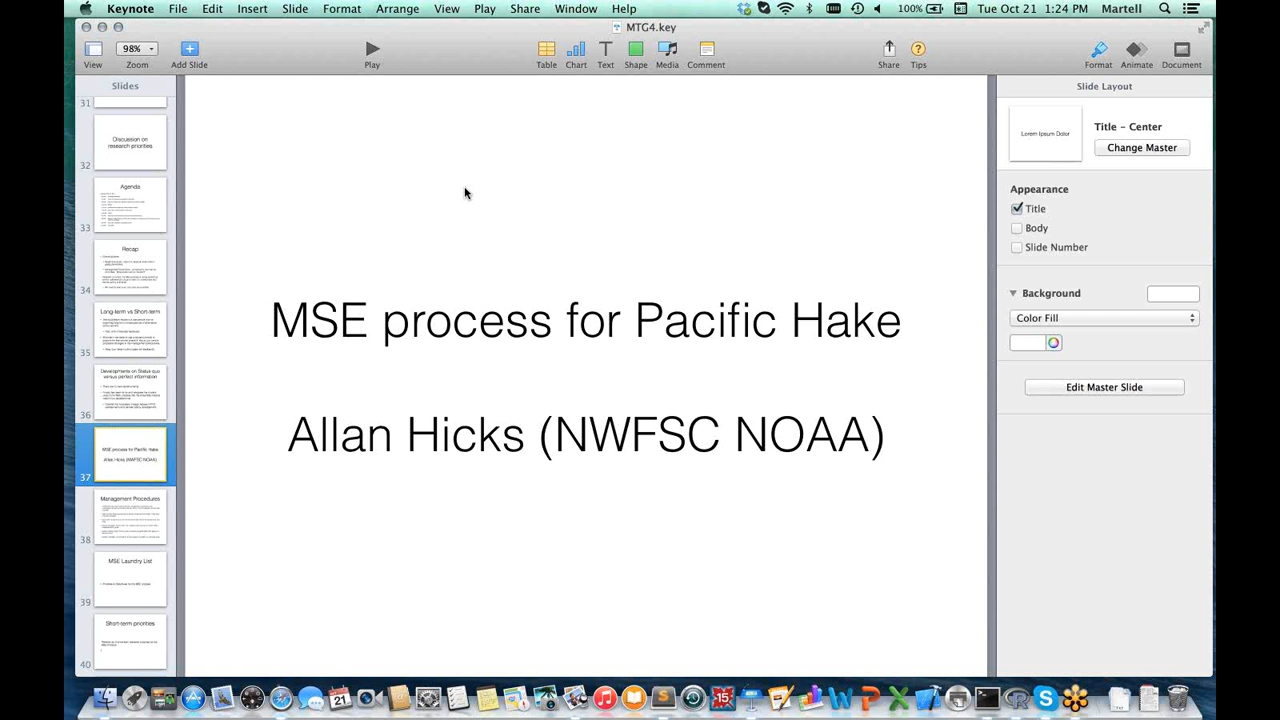 Keynote File Edit Insert Slide Format Arrange View Play Share Window Help 100% Tue Oct 21 1:24 PM Martell
MTG4.key
98%
View Zoom Add Slide Play Table Chart Text Shape Media Comment Share Tips Format Animate Document
Slides
31
Discussion on
research priorities
32
Agenda
33
Recap
34
Long-term vs Short-term
35
Developments on Status quo
versus perfect information
36
MSE process for Pacific Hake
Allan Hicks (NWFSC NOAA)
37
Management Procedures
38
MSE Laundry List
39
Short-term priorities
40
MSE process for Pacific Hake
Allan Hicks (NWFSC NOAA)
Slide Layout
Lorem Ipsum Dolor
Title - Center
Change Master
Appearance
Title
Body
Slide Number
Background
Color Fill
Edit Master Slide
21
15